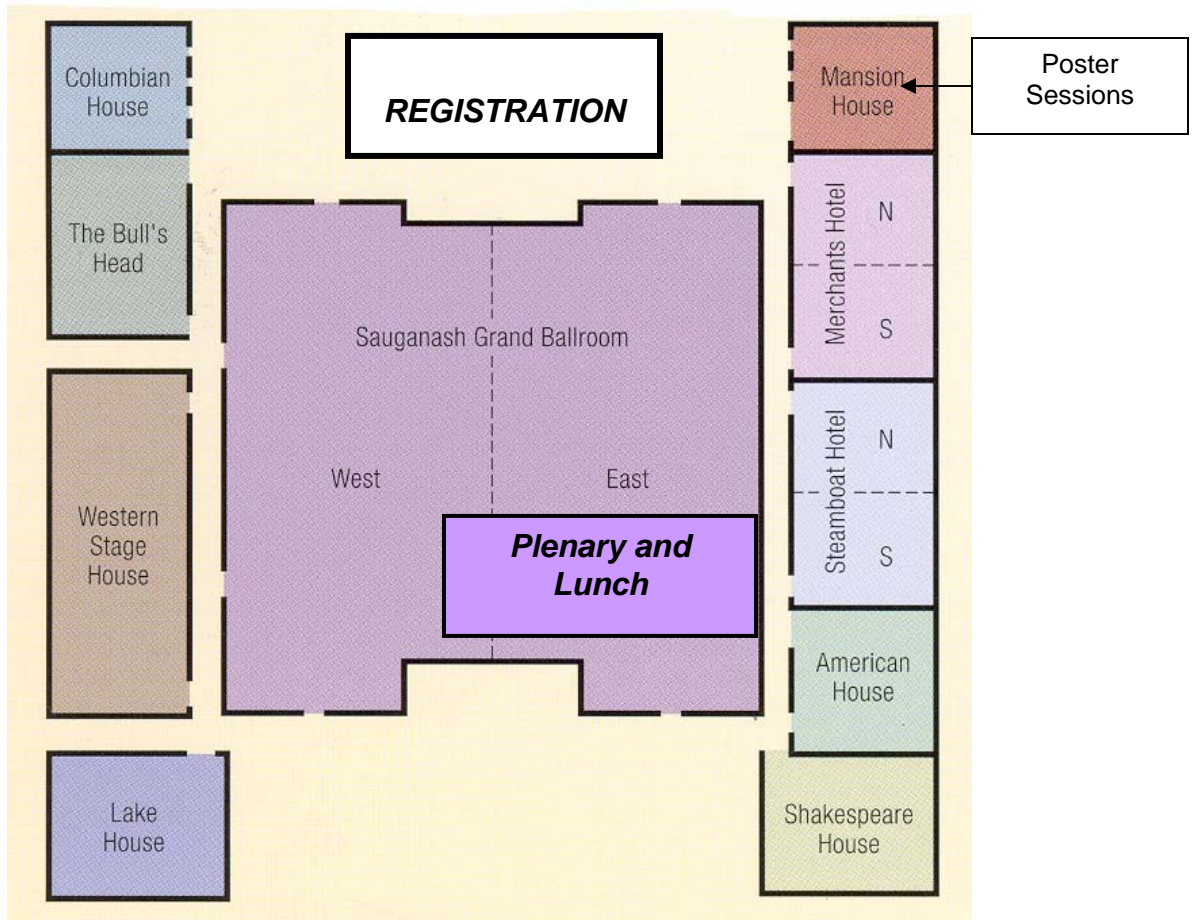 Columbian
House
REGISTRATION
Mansion
House
Poster
Sessions
The Bull's
Head
Merchants Hotel
N
S
Sauganash Grand Ballroom
West
East
Steamboat Hotel
N
S
Western
Stage
House
Plenary and
Lunch
American
House
Lake
House
Shakespeare
House